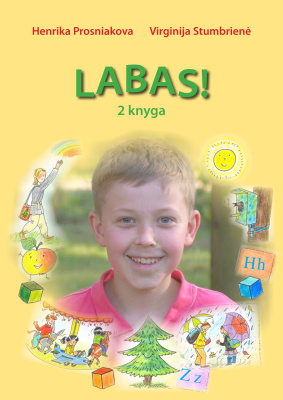 Henrika Prosniakova Virginija Stumbrienė
LABAS!
2 knyga
Hh
Zz